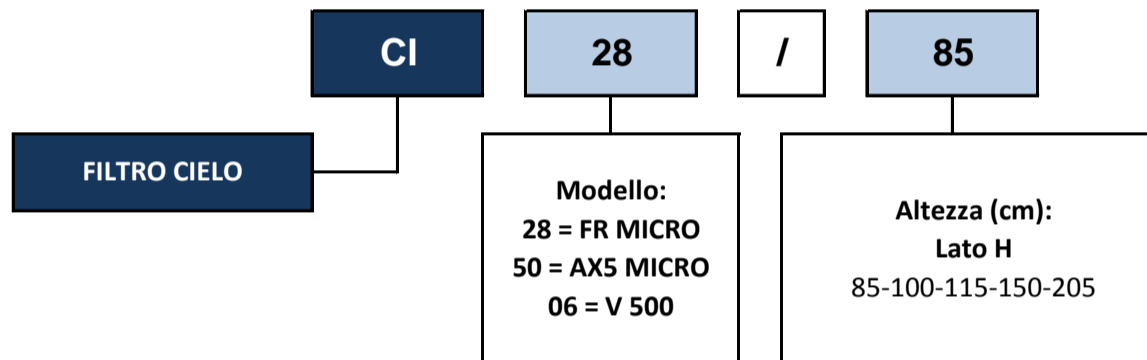 CI 28 / 85
FILTRO CIELO
Modello:
28 = FR MICRO
50 = AX5 MICRO
06 = V 500
Altezza (cm):
Lato H
85-100-115-150-205